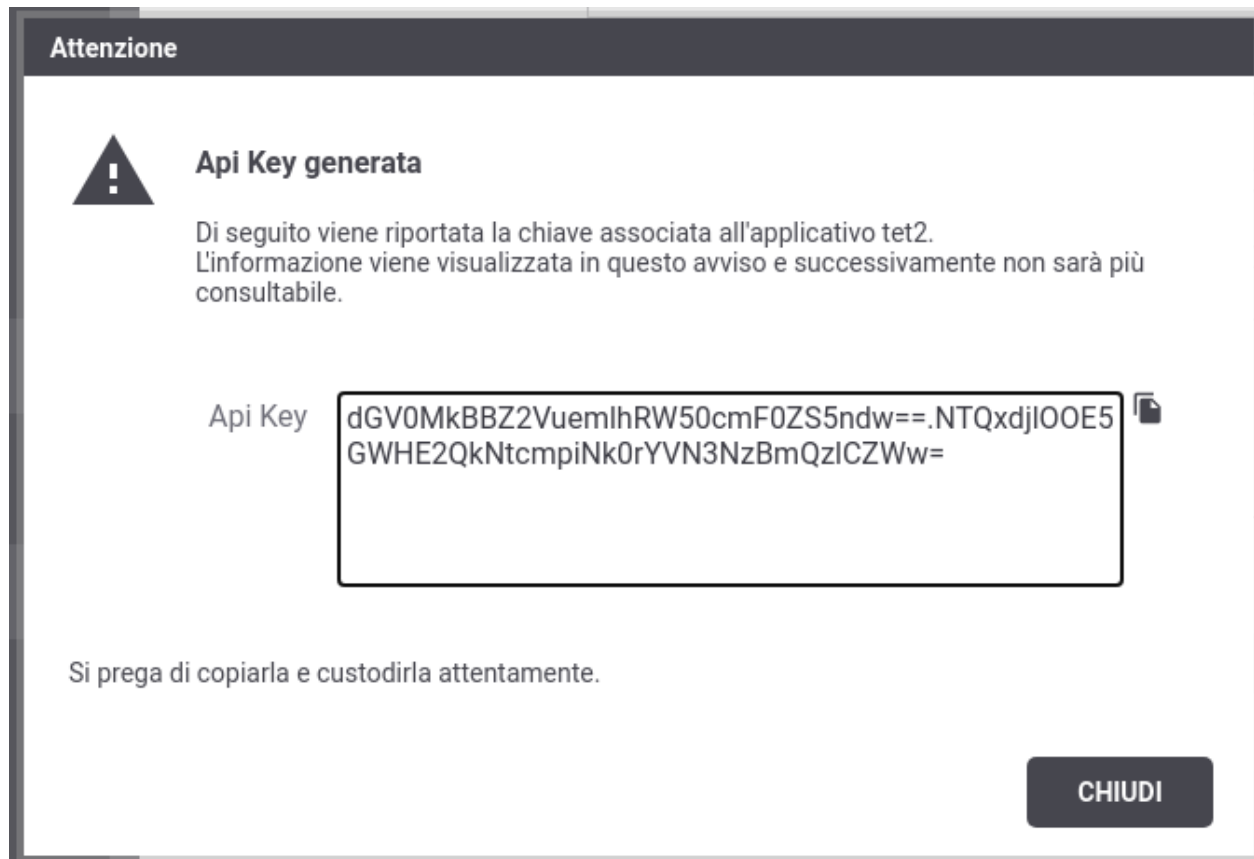 Attenzione
Api Key generata
Di seguito viene riportata la chiave associata all'applicativo tet2.
L'informazione viene visualizzata in questo avviso e successivamente non sarà più
consultabile.
Api Key
dGV0MkBBZ2VuemlhRW50cmF0ZS5ndw==.NTQxdjlOOE5
GWHE2QkNtcmpiNk0rYVN3NzBmQzlCZWw=
Si prega di copiarla e custodirla attentamente.
CHIUDI